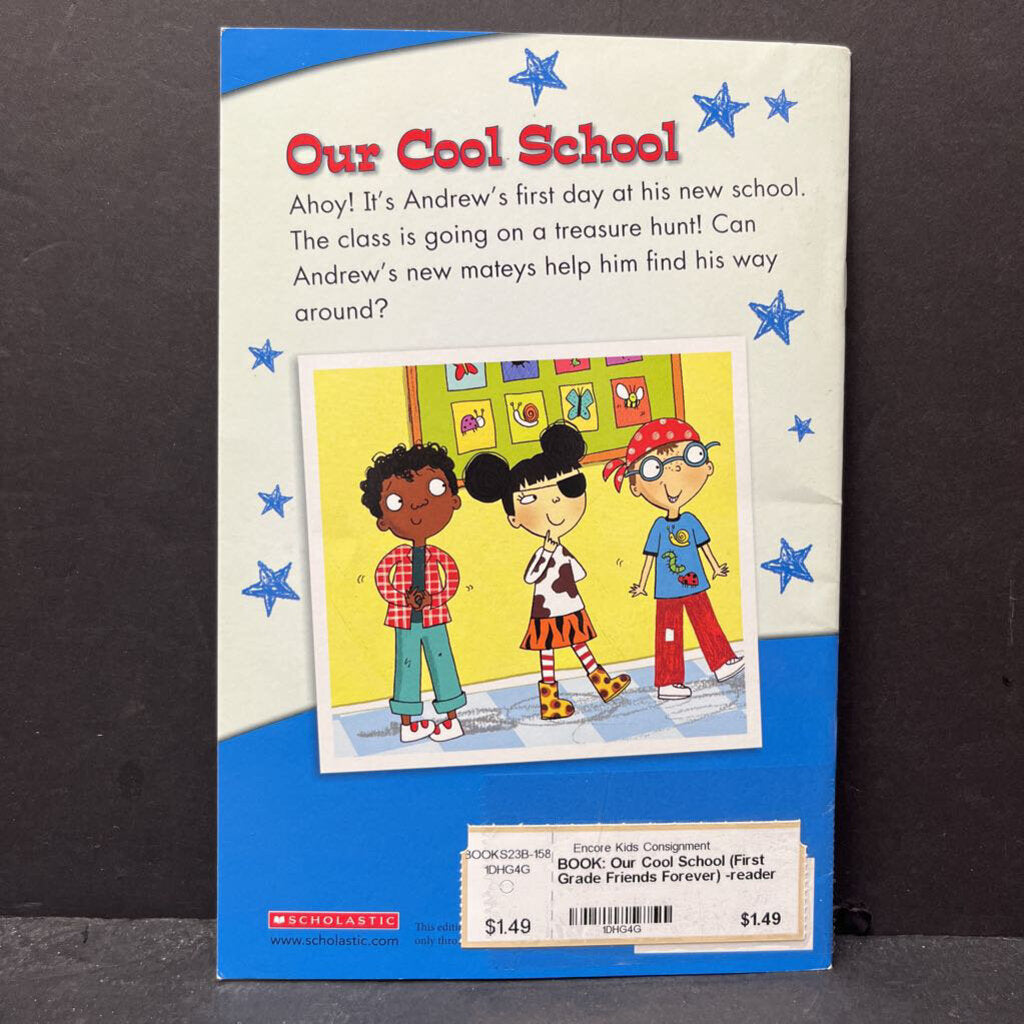 Our Cool School
Ahoy! It's Andrew's first day at his new school.
The class is going on a treasure hunt! Can
Andrew's new mateys help him find his way
around?
BOOKS23B-158
1DHG4G
$1.49
Encore Kids Consignment
BOOK: Our Cool School (First
Grade Friends Forever) -reader
1DHG4G
$1.49
SCHOLASTIC
www.scholastic.com
This
only